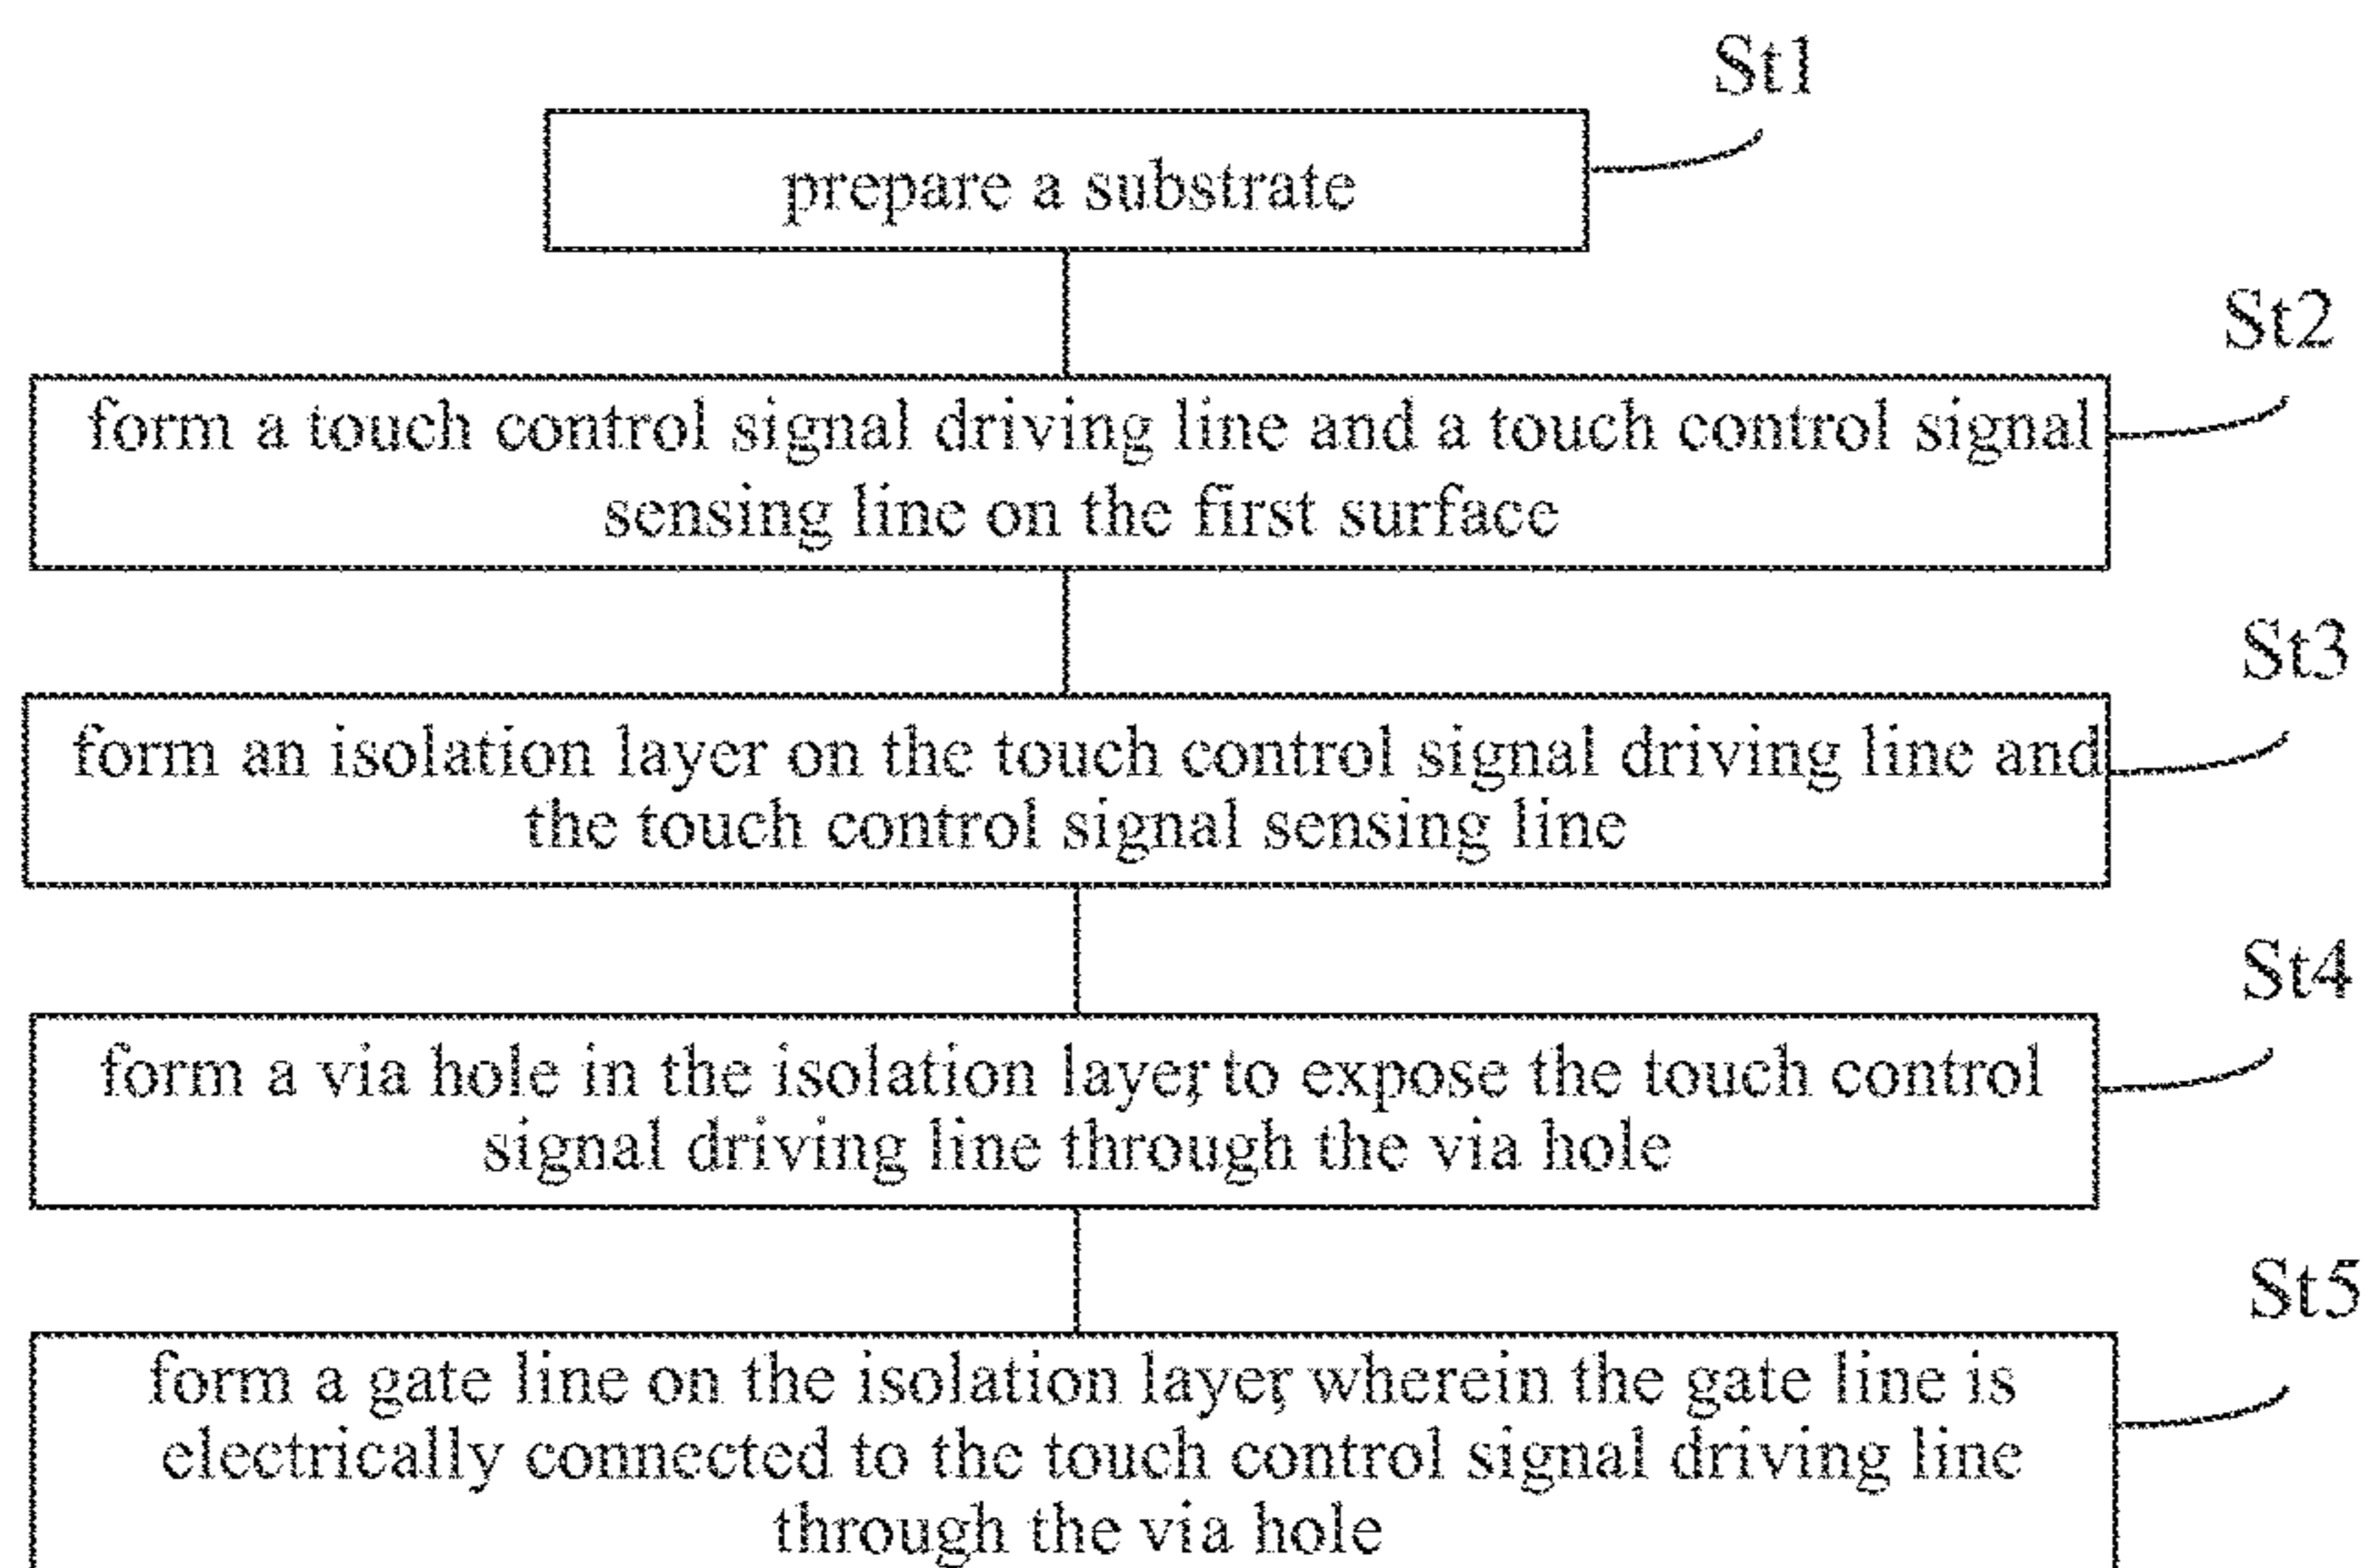 St1
prepare a substrate
St2
form a touch control signal driving line and a touch control signal
sensing line on the first surface
St3
form an isolation layer on the touch control signal driving line and
the touch control signal sensing line
St4
form a via hole in the isolation layer, to expose the touch control
signal driving line through the via hole
St5
form a gate line on the isolation layer, wherein the gate line is
electrically connected to the touch control signal driving line
through the via hole